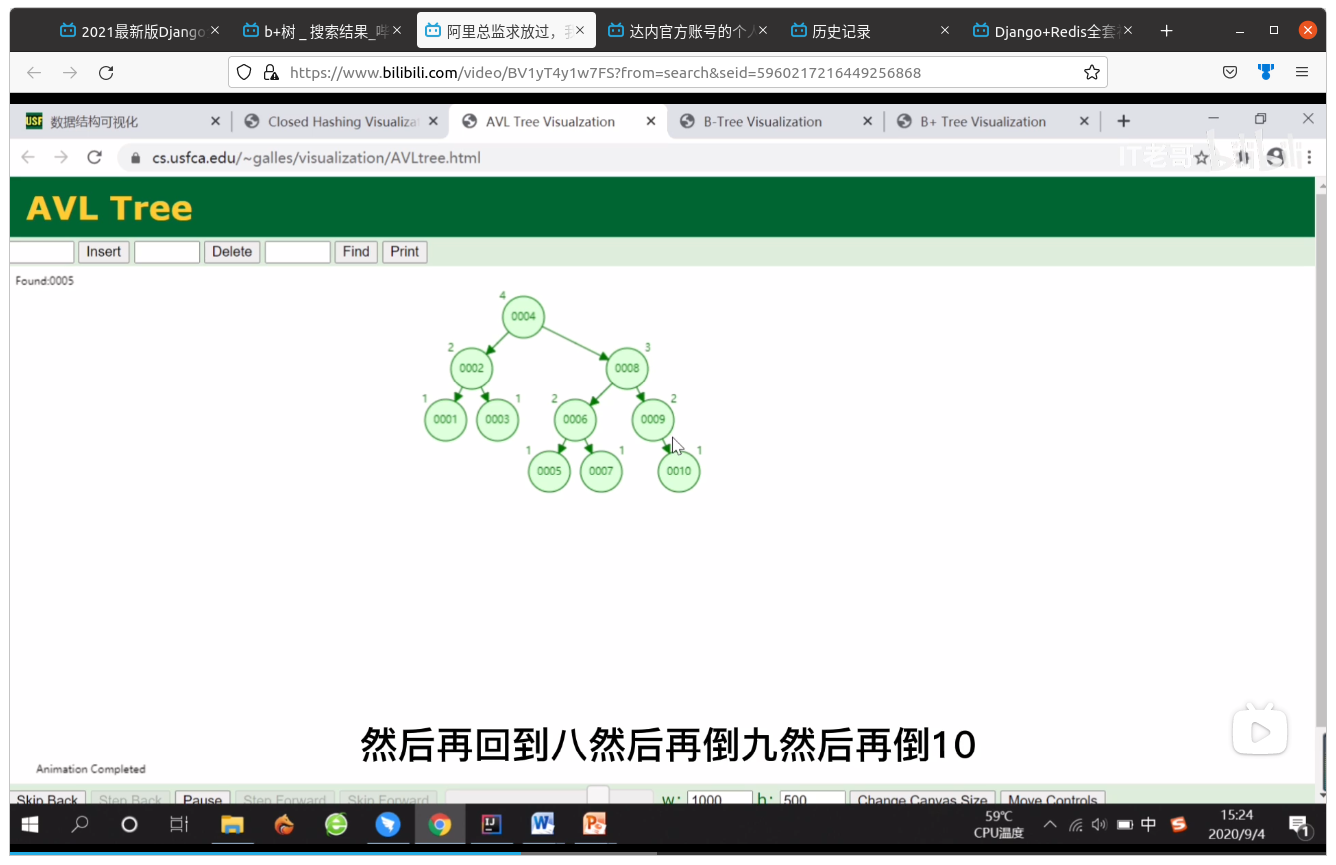 2021最新版Django
b+树 _ 搜索结果_哔
阿里总监求放过，我
达内官方账号的个人
历史记录
Django+Redis全套
https://www.bilibili.com/video/BV1yT4y1w7FS?from=search&seid=5960217216449256868
USF 数据结构可视化
Closed Hashing Visualiza
AVL Tree Visualzation
B-Tree Visualization
B+ Tree Visualization
cs.usfca.edu/~galles/visualization/AVLtree.html
IT老哥 bilibili
AVL Tree
Insert Delete Find Print
Found:0005
4
0004
2 3
0002 0008
1 1 2 2
0001 0003 0006 0009
1 1 1
0005 0007 0010
然后再回到八然后再倒九然后再倒10
Animation Completed
Skip Back Step Back Pause Step Forward Skip Forward w: 1000 h: 500 Change Canvas Size Move Controls
59℃ 15:24
CPU温度 中 2020/9/4 1